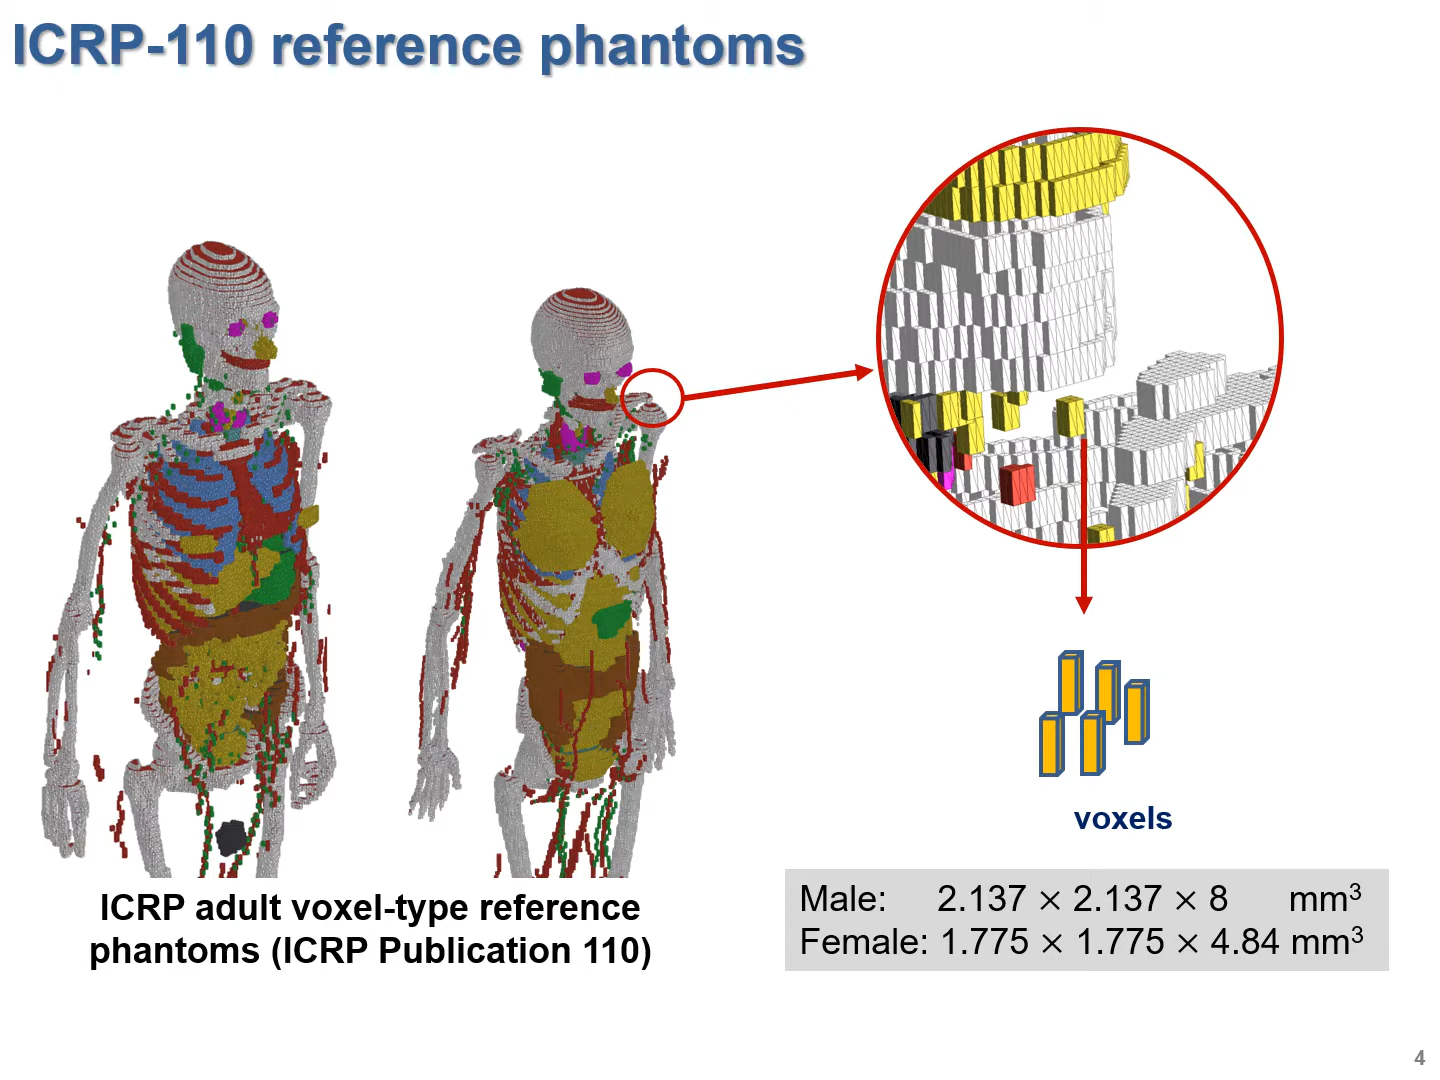 ICRP-110 reference phantoms
ICRP adult voxel-type reference
phantoms (ICRP Publication 110)
voxels
Male: 2.137 × 2.137 × 8 mm³
Female: 1.775 × 1.775 × 4.84 mm³
4